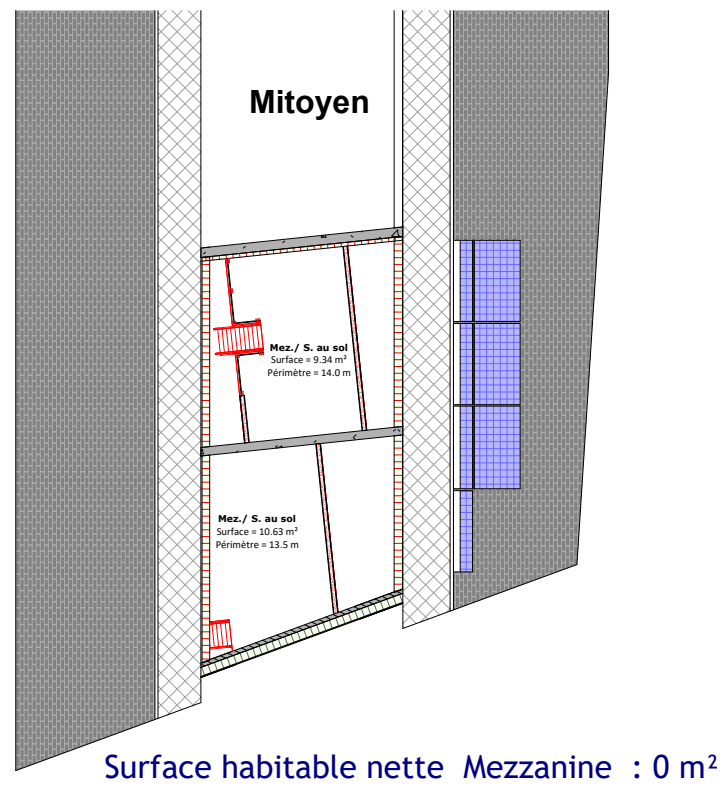 Mitoyen
Mez./ S. au sol
Surface = 9.34 m²
Périmètre = 14.0 m
Mez./ S. au sol
Surface = 10.63 m²
Périmètre = 13.5 m
Surface habitable nette Mezzanine : 0 m²